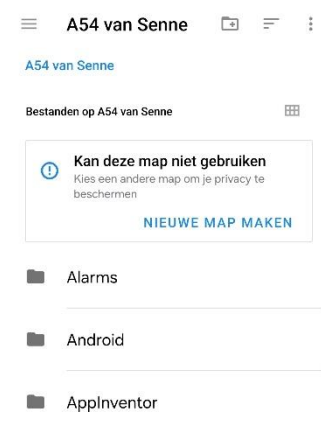 A54 van Senne
A54 van Senne
Bestanden op A54 van Senne
Kan deze map niet gebruiken
Kies een andere map om je privacy te
beschermen
NIEUWE MAP MAKEN
Alarms
Android
AppInventor